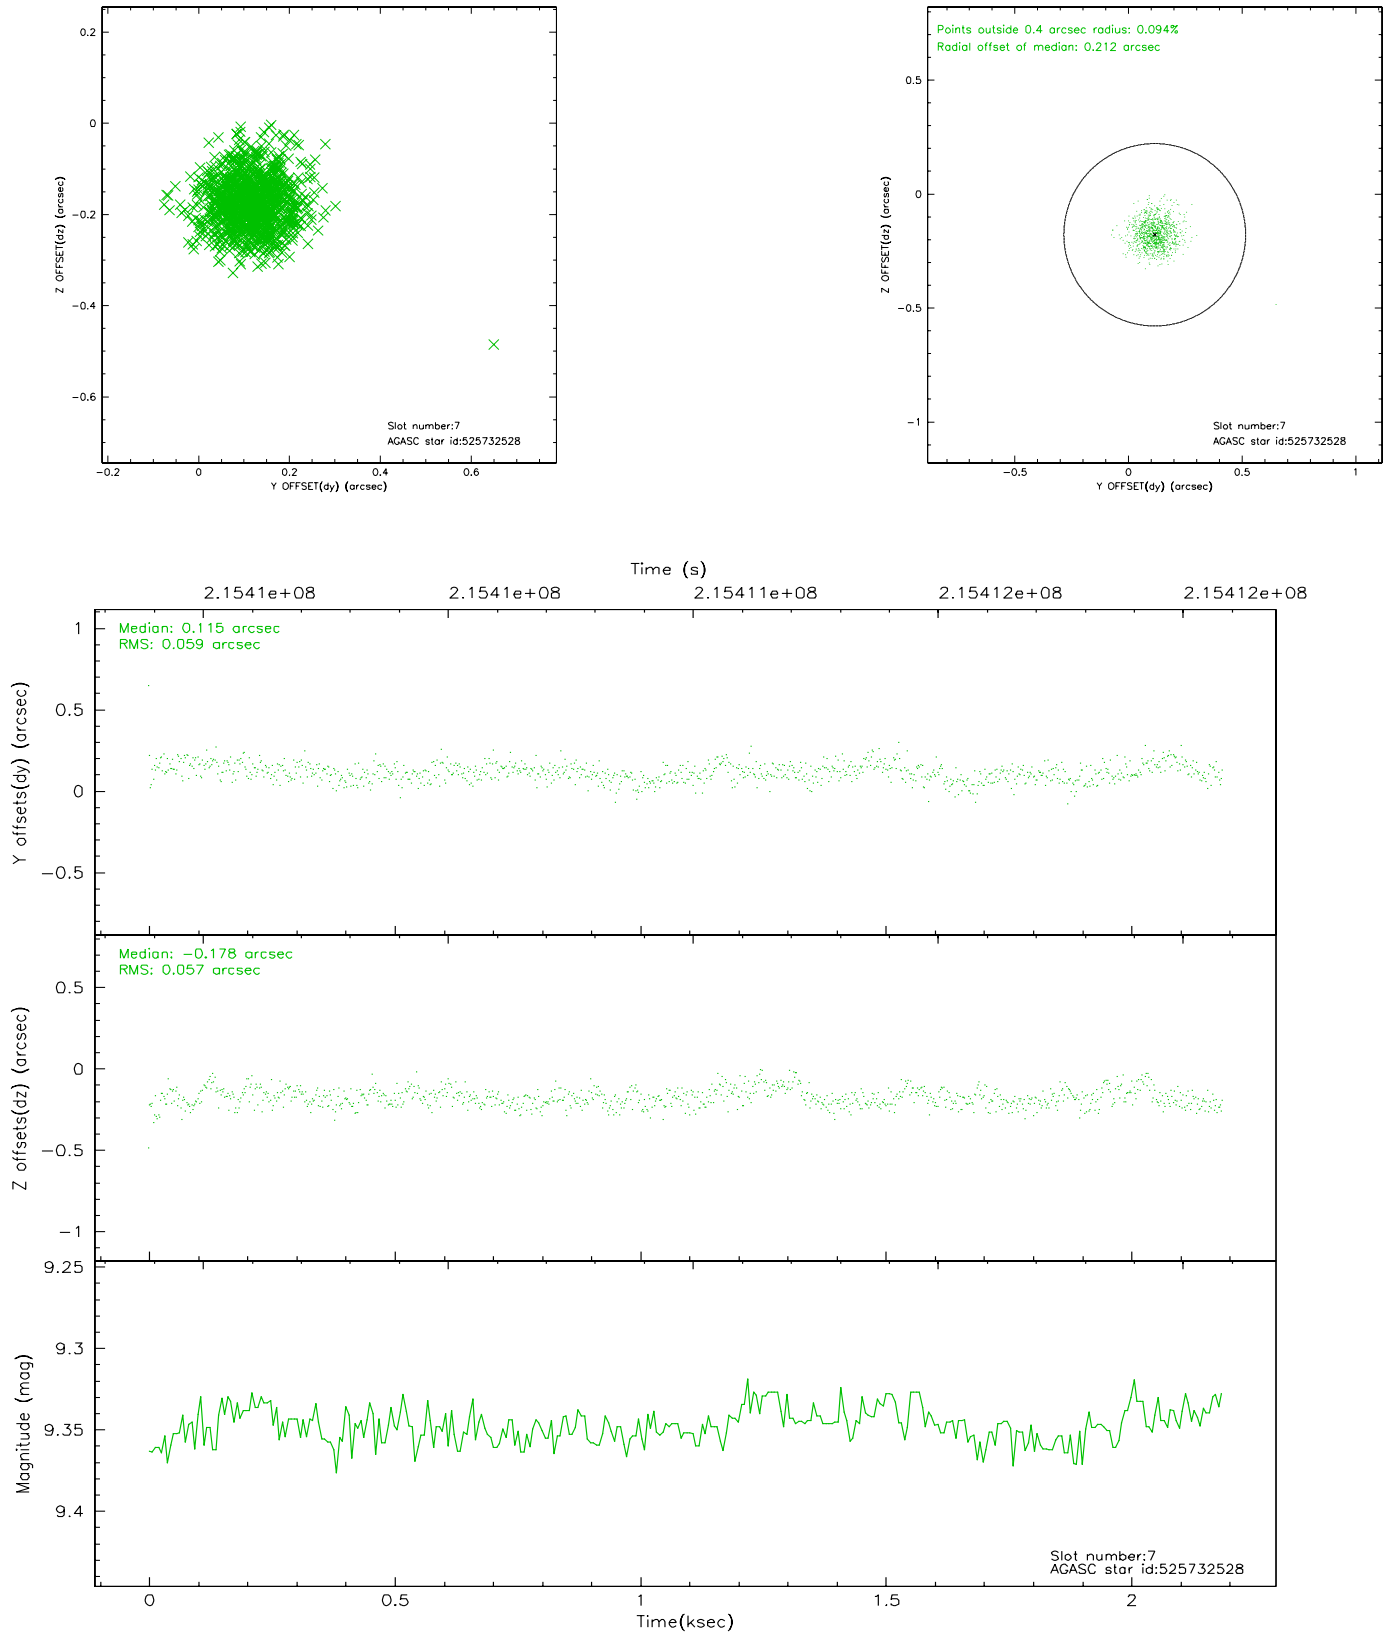 0.2
0
−0.2
−0.4
−0.6
Z OFFSET(dz) (arcsec)
Slot number:7
AGASC star id:525732528
−0.2
0
0.2
0.4
0.6
Y OFFSET(dy) (arcsec)
Points outside 0.4 arcsec radius: 0.094%
Radial offset of median: 0.212 arcsec
0.5
0
−0.5
−1
Z OFFSET(dz) (arcsec)
Slot number:7
AGASC star id:525732528
−0.5
0
0.5
1
Y OFFSET(dy) (arcsec)
Time (s)
2.1541e+08
2.1541e+08
2.15411e+08
2.15412e+08
2.15412e+08
Median: 0.115 arcsec
RMS: 0.059 arcsec
1
0.5
0
−0.5
Y offsets(dy) (arcsec)
Median: −0.178 arcsec
RMS: 0.057 arcsec
0.5
0
−0.5
−1
Z offsets(dz) (arcsec)
9.25
9.3
9.35
9.4
Magnitude (mag)
Slot number:7
AGASC star id:525732528
0
0.5
1
1.5
2
Time(ksec)